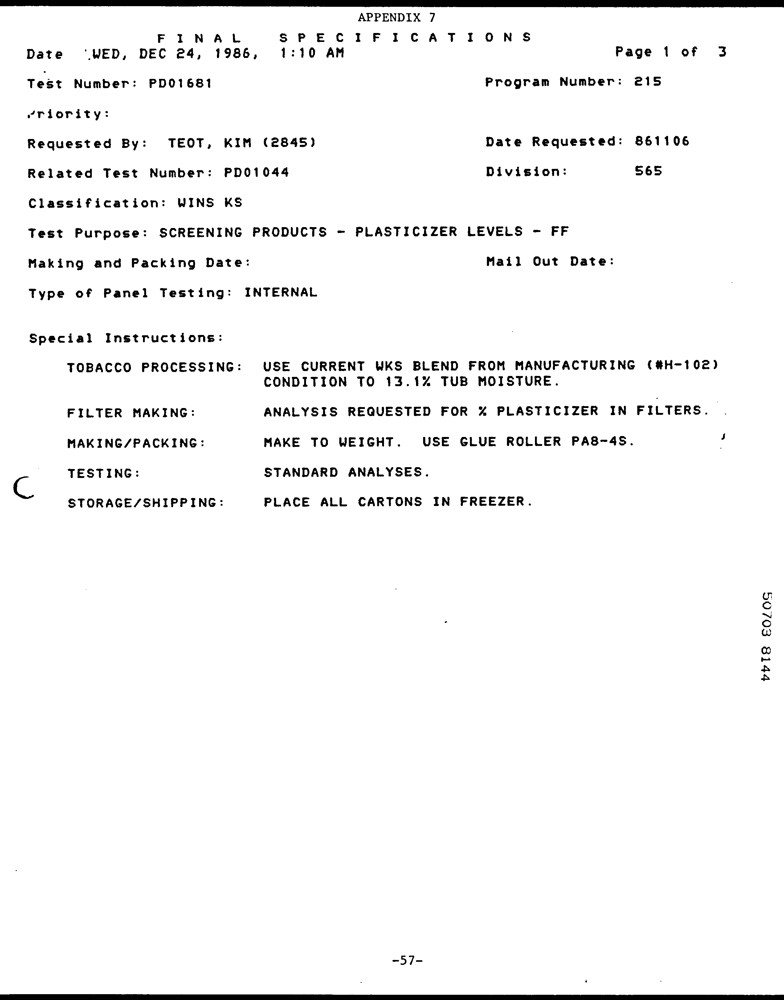 APPENDIX 7
F I N A L   S P E C I F I C A T I O N S
Date WED, DEC 24, 1986, 1:10 AM Page 1 of 3
Test Number: PD01681 Program Number: 215
Priority:
Requested By: TEOT, KIM (2845) Date Requested: 861106
Related Test Number: PD01044 Division: 565
Classification: WINS KS
Test Purpose: SCREENING PRODUCTS - PLASTICIZER LEVELS - FF
Making and Packing Date: Mail Out Date:
Type of Panel Testing: INTERNAL
Special Instructions:
TOBACCO PROCESSING: USE CURRENT WKS BLEND FROM MANUFACTURING (#H-102)
CONDITION TO 13.1% TUB MOISTURE.
FILTER MAKING: ANALYSIS REQUESTED FOR % PLASTICIZER IN FILTERS.
MAKING/PACKING: MAKE TO WEIGHT. USE GLUE ROLLER PA8-4S.
TESTING: STANDARD ANALYSES.
STORAGE/SHIPPING: PLACE ALL CARTONS IN FREEZER.
50703 8144
-57-